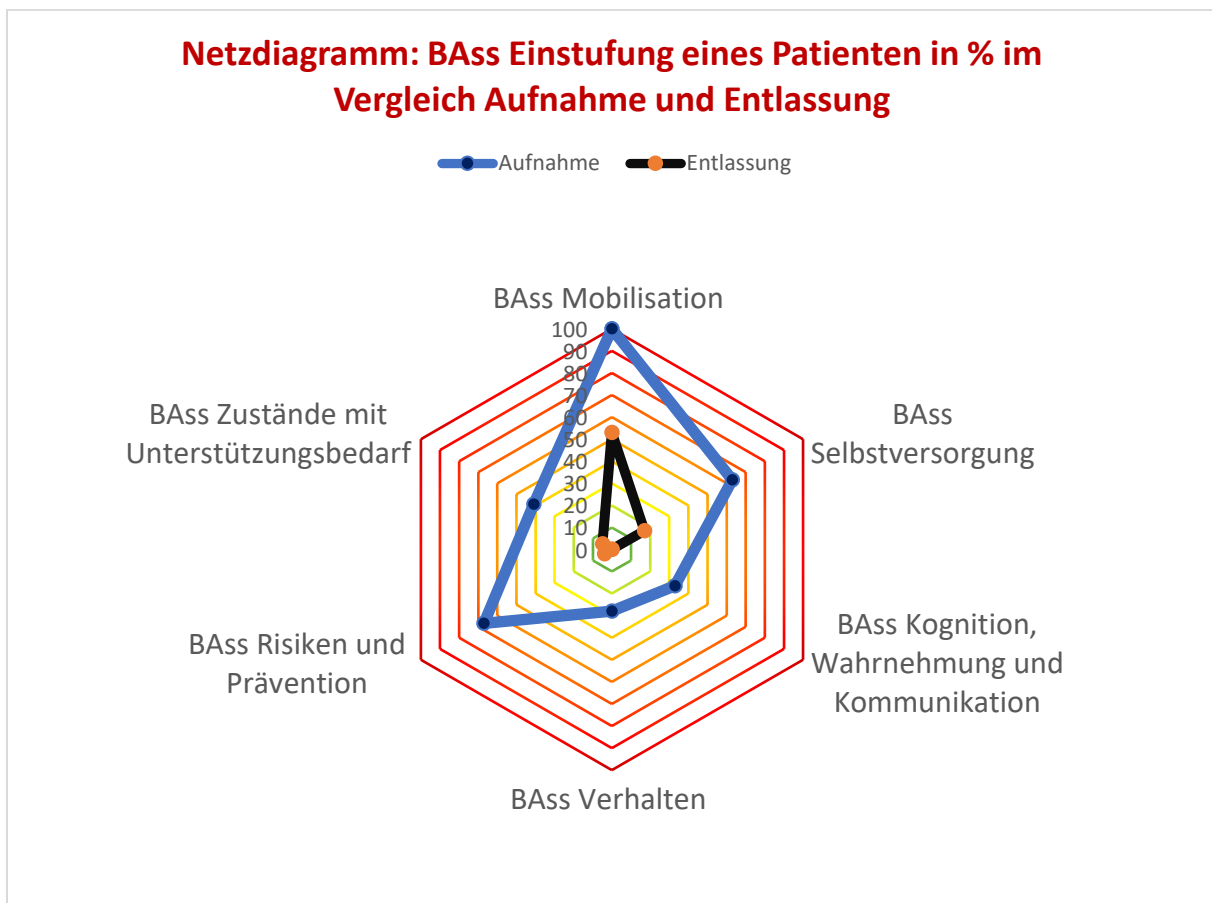 Netzdiagramm: BAss Einstufung eines Patienten in % im
Vergleich Aufnahme und Entlassung
Aufnahme
Entlassung
BAss Mobilisation
100
90
80
70
60
50
40
30
20
10
0
BAss
Selbstversorgung
BAss Kognition,
Wahrnehmung und
Kommunikation
BAss Verhalten
BAss Risiken und
Prävention
BAss Zustände mit
Unterstützungsbedarf